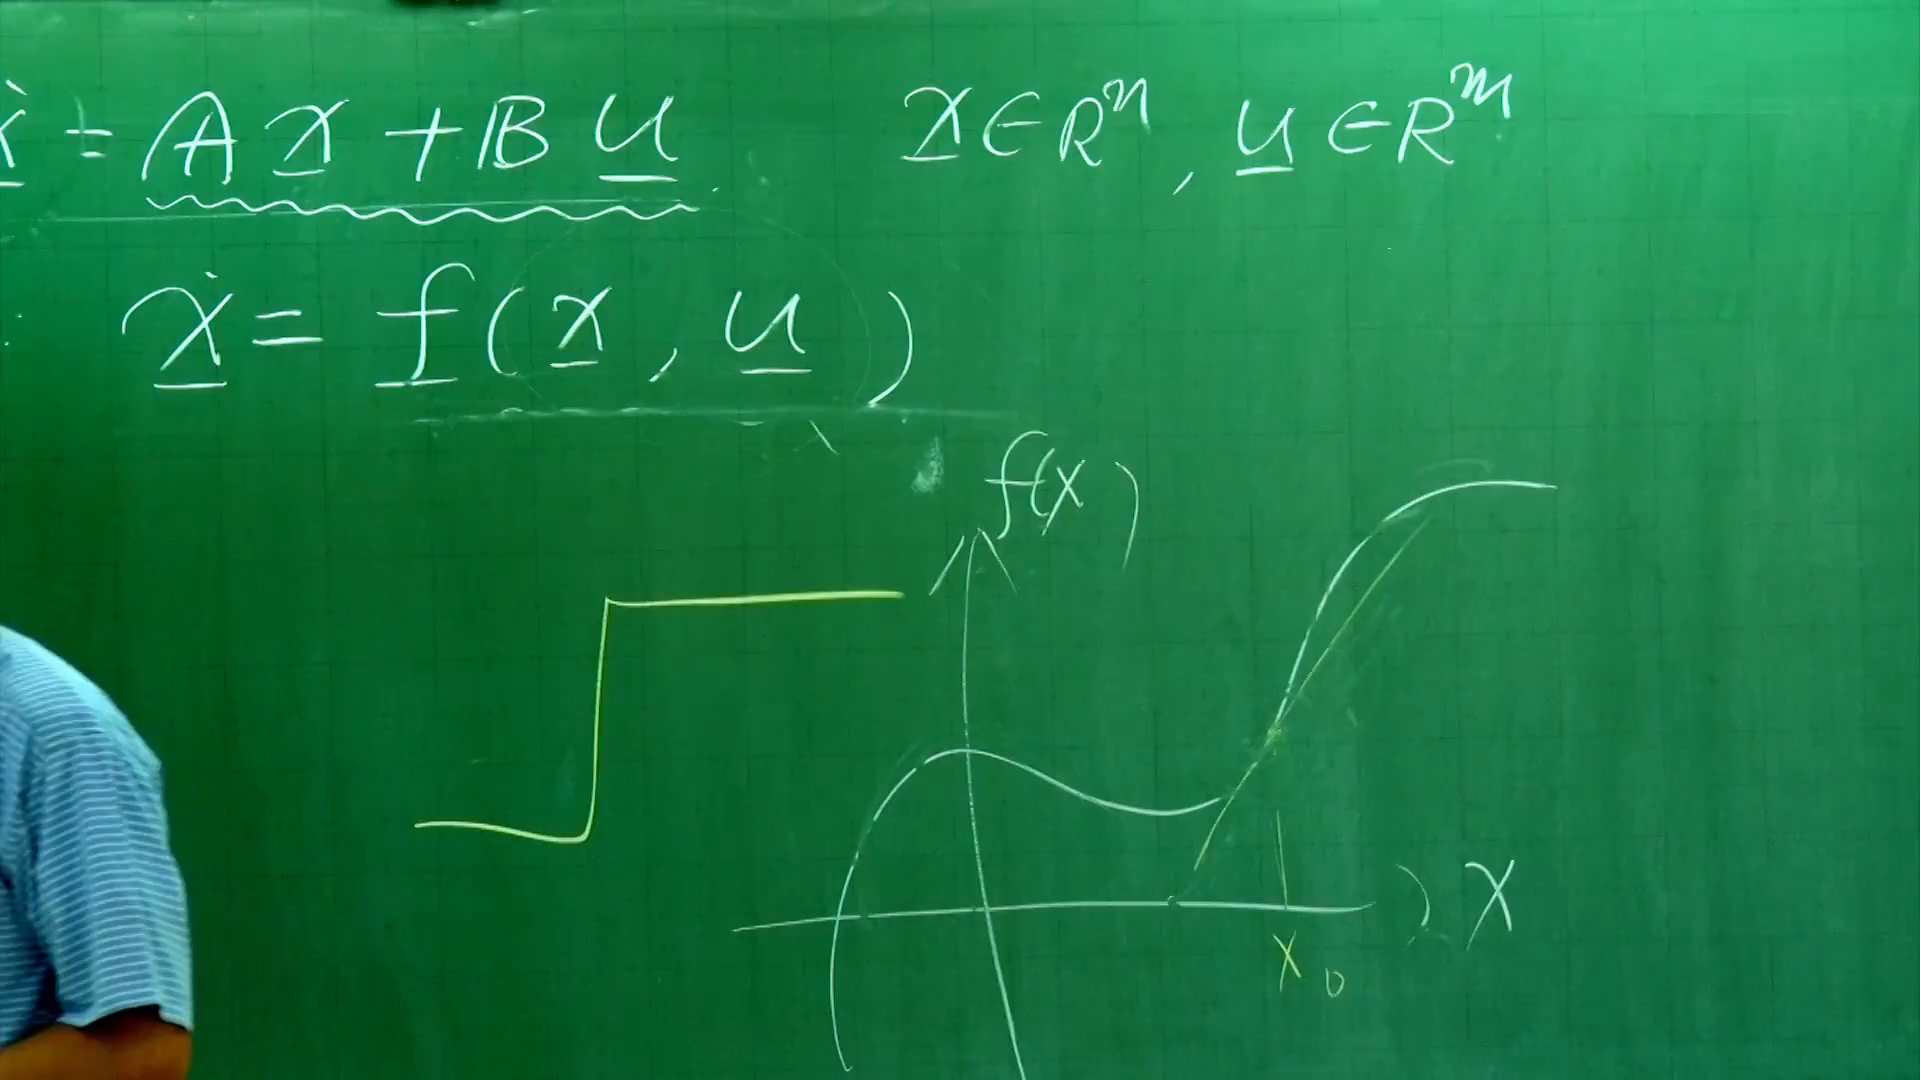 ẋ = Ax + Bu x ∈ Rⁿ, u ∈ Rᵐ
ẋ = f(x, u)
f(x)
x
x₀